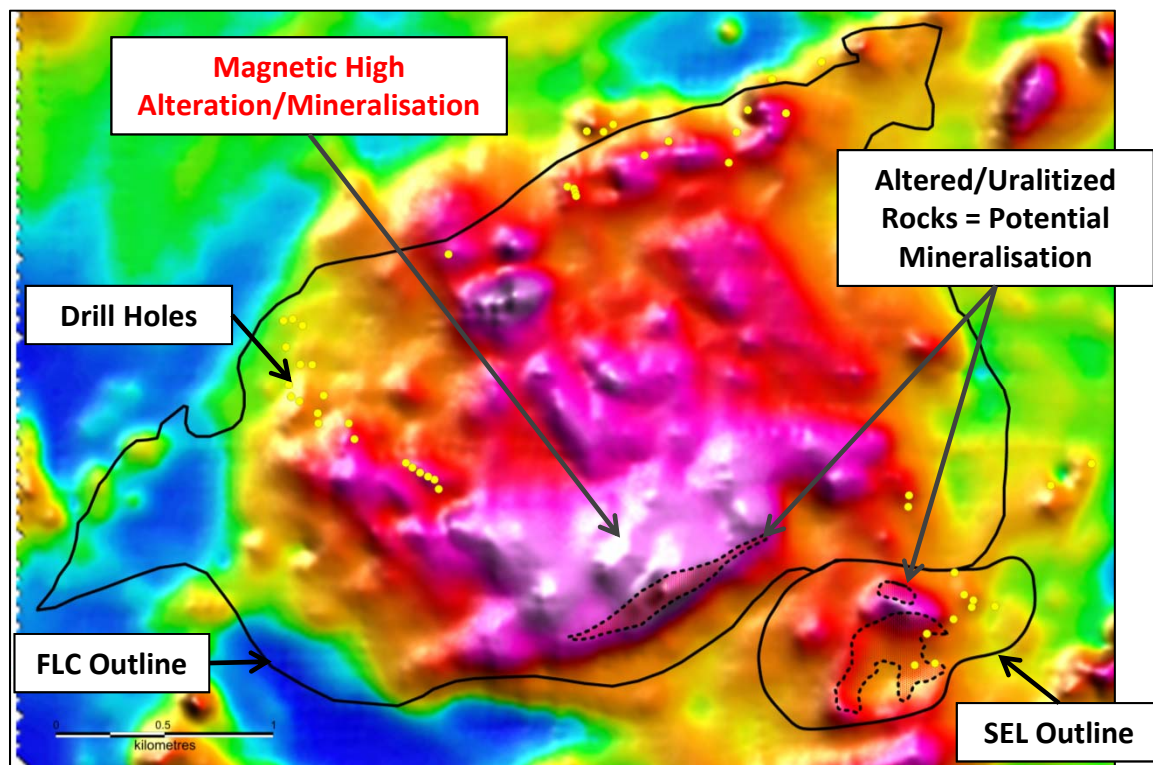 Magnetic High
Alteration/Mineralisation
Altered/Uralitized
Rocks = Potential
Mineralisation
Drill Holes
FLC Outline
SEL Outline
0 0.5 1
kilometres